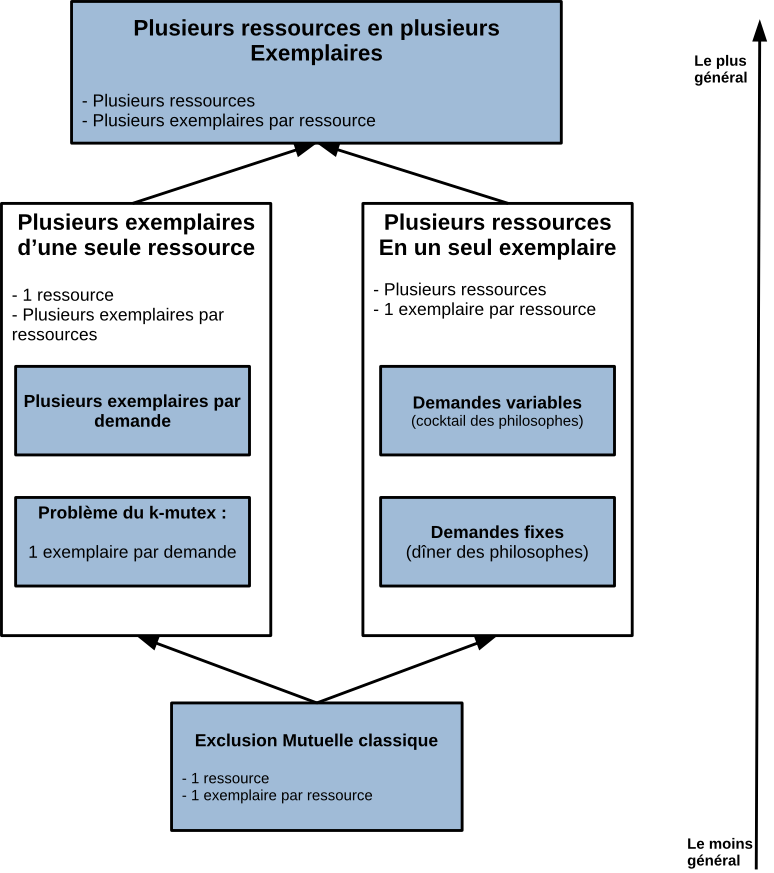 Plusieurs ressources en plusieurs
Exemplaires
- Plusieurs ressources
- Plusieurs exemplaires par ressource
Le plus
général
Plusieurs exemplaires
d’une seule ressource
- 1 ressource
- Plusieurs exemplaires par
ressources
Plusieurs exemplaires par
demande
Problème du k-mutex :
1 exemplaire par demande
Plusieurs ressources
En un seul exemplaire
- Plusieurs ressources
- 1 exemplaire par ressource
Demandes variables
(cocktail des philosophes)
Demandes fixes
(dîner des philosophes)
Exclusion Mutuelle classique
- 1 ressource
- 1 exemplaire par ressource
Le moins
général